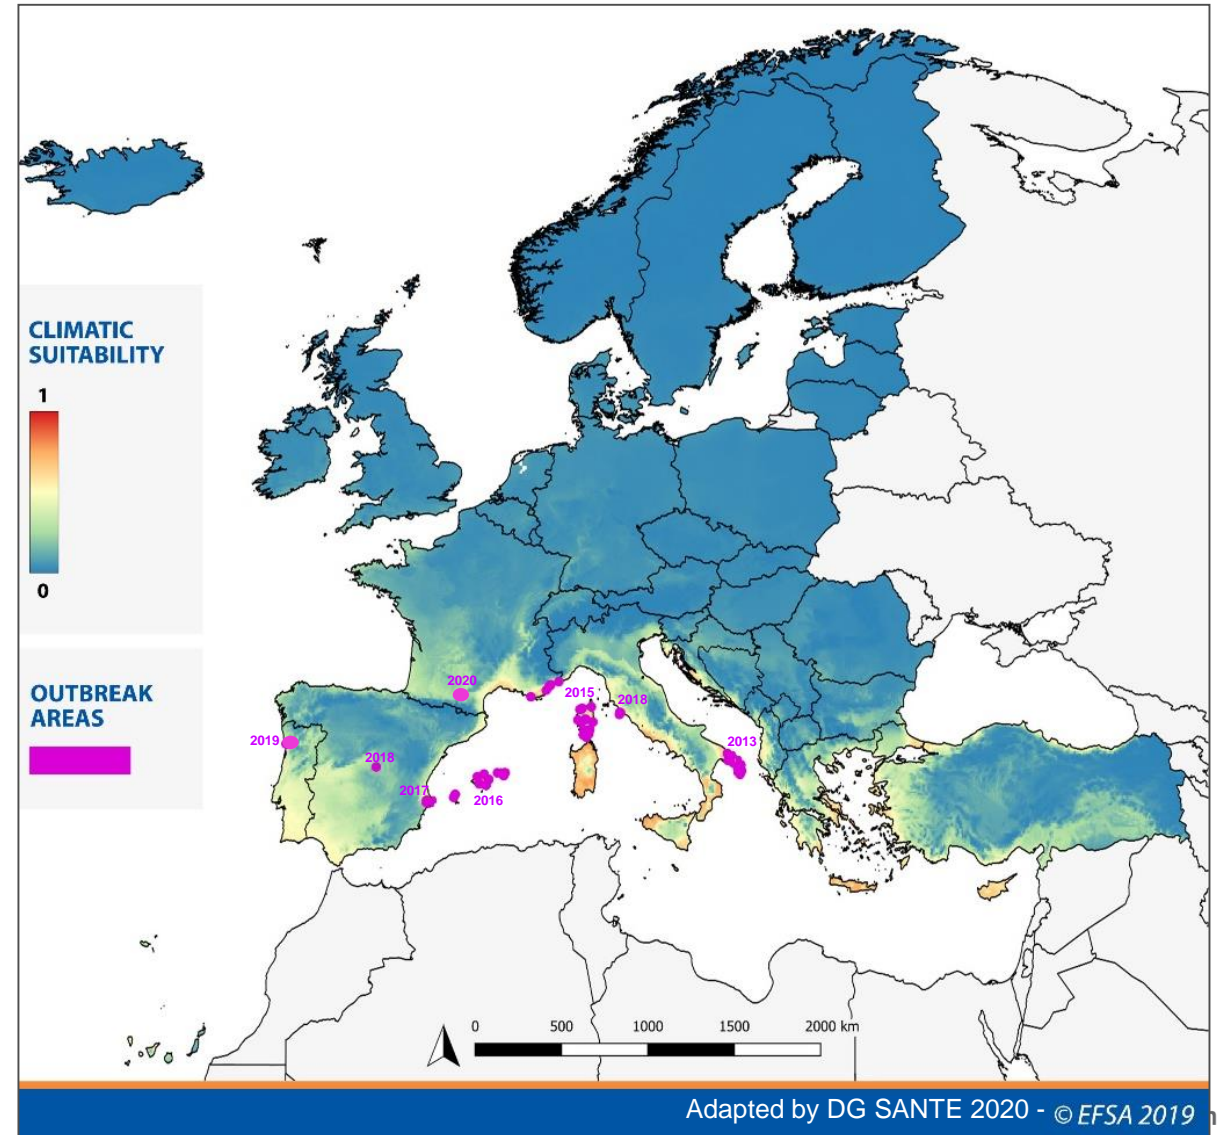 CLIMATIC
SUITABILITY
1
0
OUTBREAK
AREAS
2020
2015
2018
2019
2018
2013
2017
2016
0 500 1000 1500 2000 km
Adapted by DG SANTE 2020 - © EFSA 2019